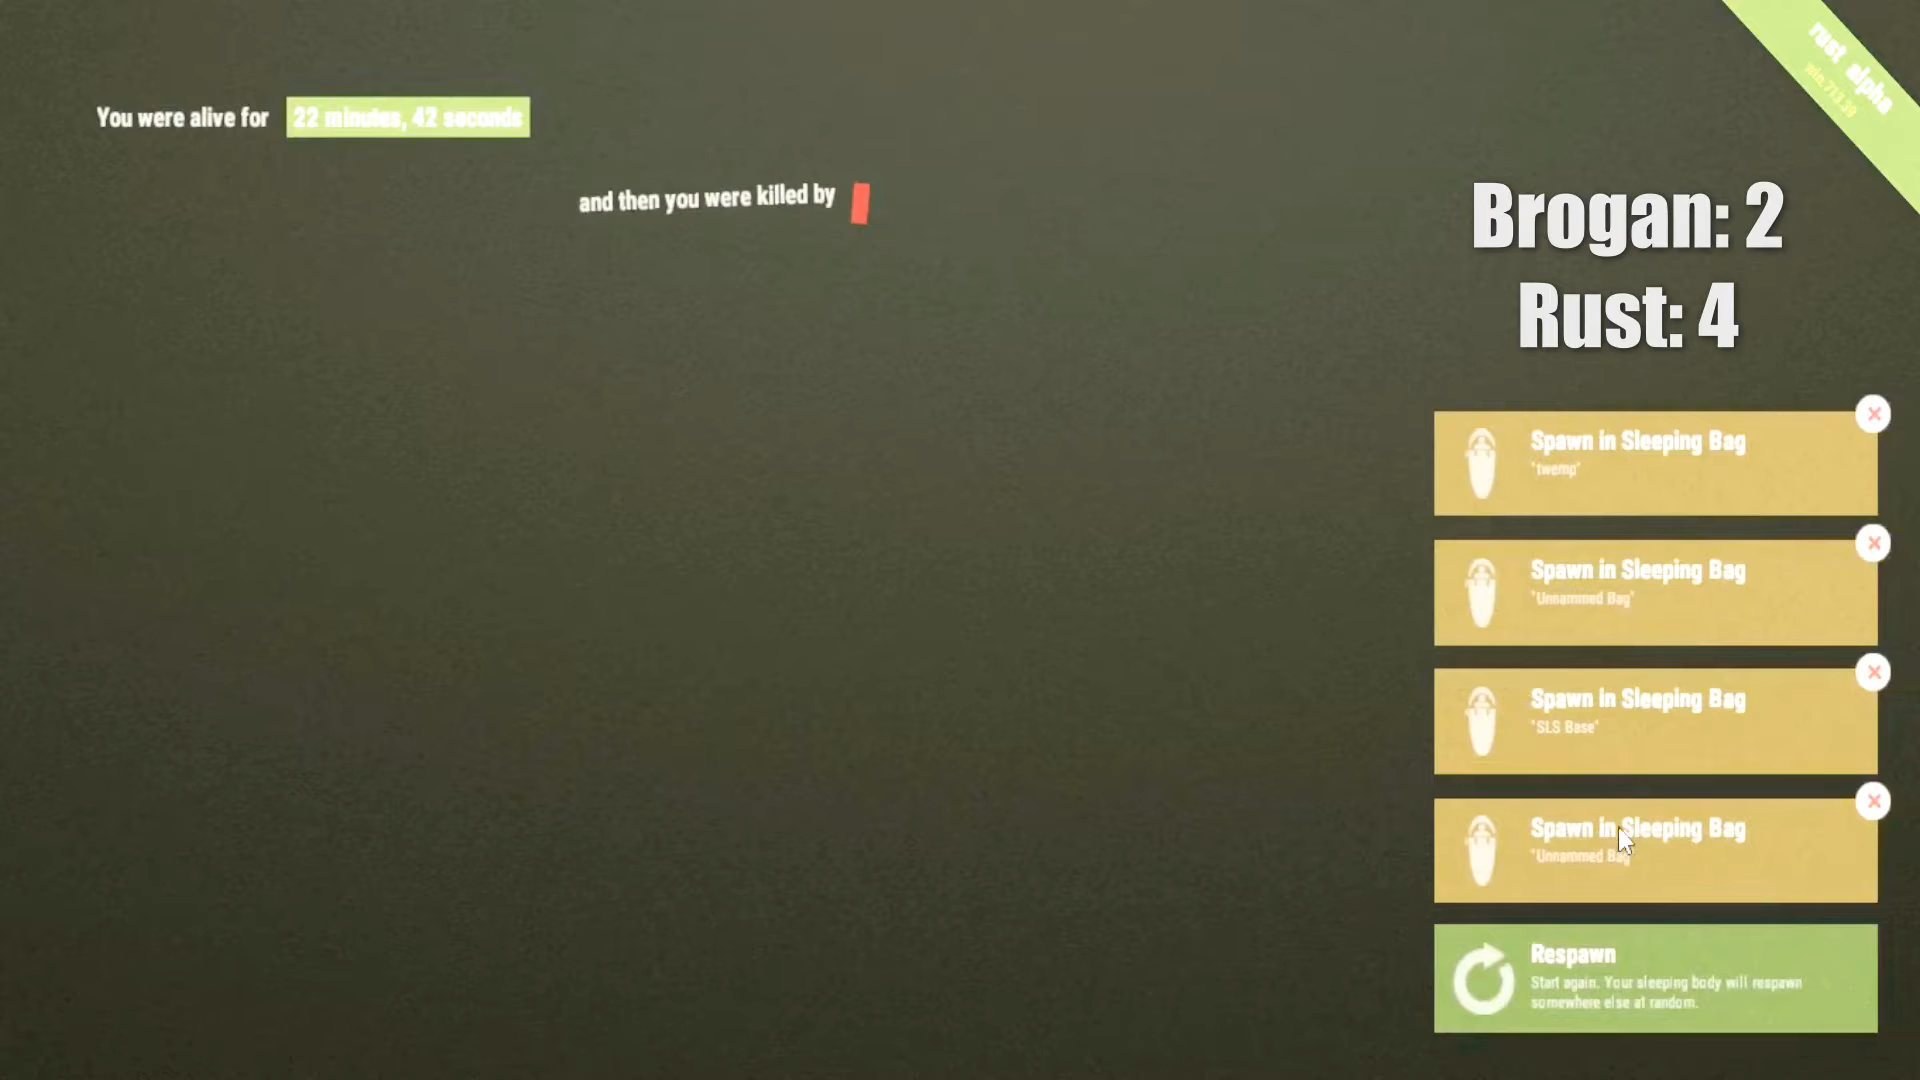 You were alive for 22 minutes, 42 seconds
and then you were killed by
rust alpha
Brogan: 2
Rust: 4
Spawn in Sleeping Bag
"twemp"
Spawn in Sleeping Bag
"Unnammed Bag"
Spawn in Sleeping Bag
"SLS Base"
Spawn in Sleeping Bag
"Unnammed Bag
Respawn
Start again. Your sleeping body will respawn
somewhere else at random.